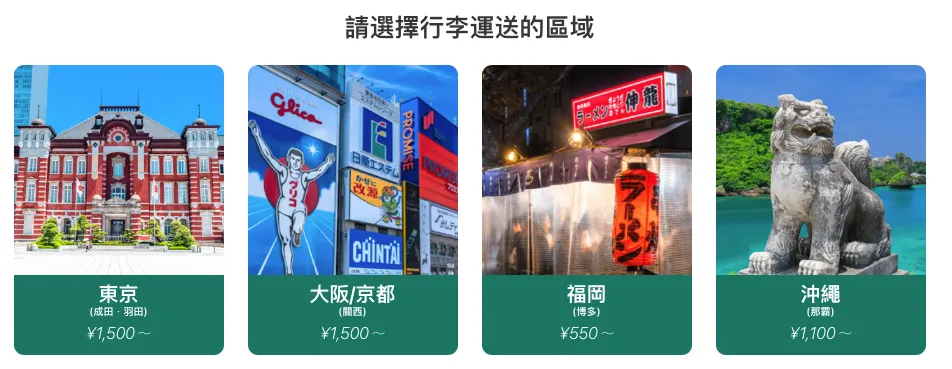 請選擇行李運送的區域
Glico
グリコ
日商エステム
PROMISE
かぜに
改源
CHINTAI
ラーメン 伸龍
ラーメン
東京
(成田・羽田)
¥1,500～
大阪/京都
(關西)
¥1,500～
福岡
(博多)
¥550～
沖繩
(那霸)
¥1,100～